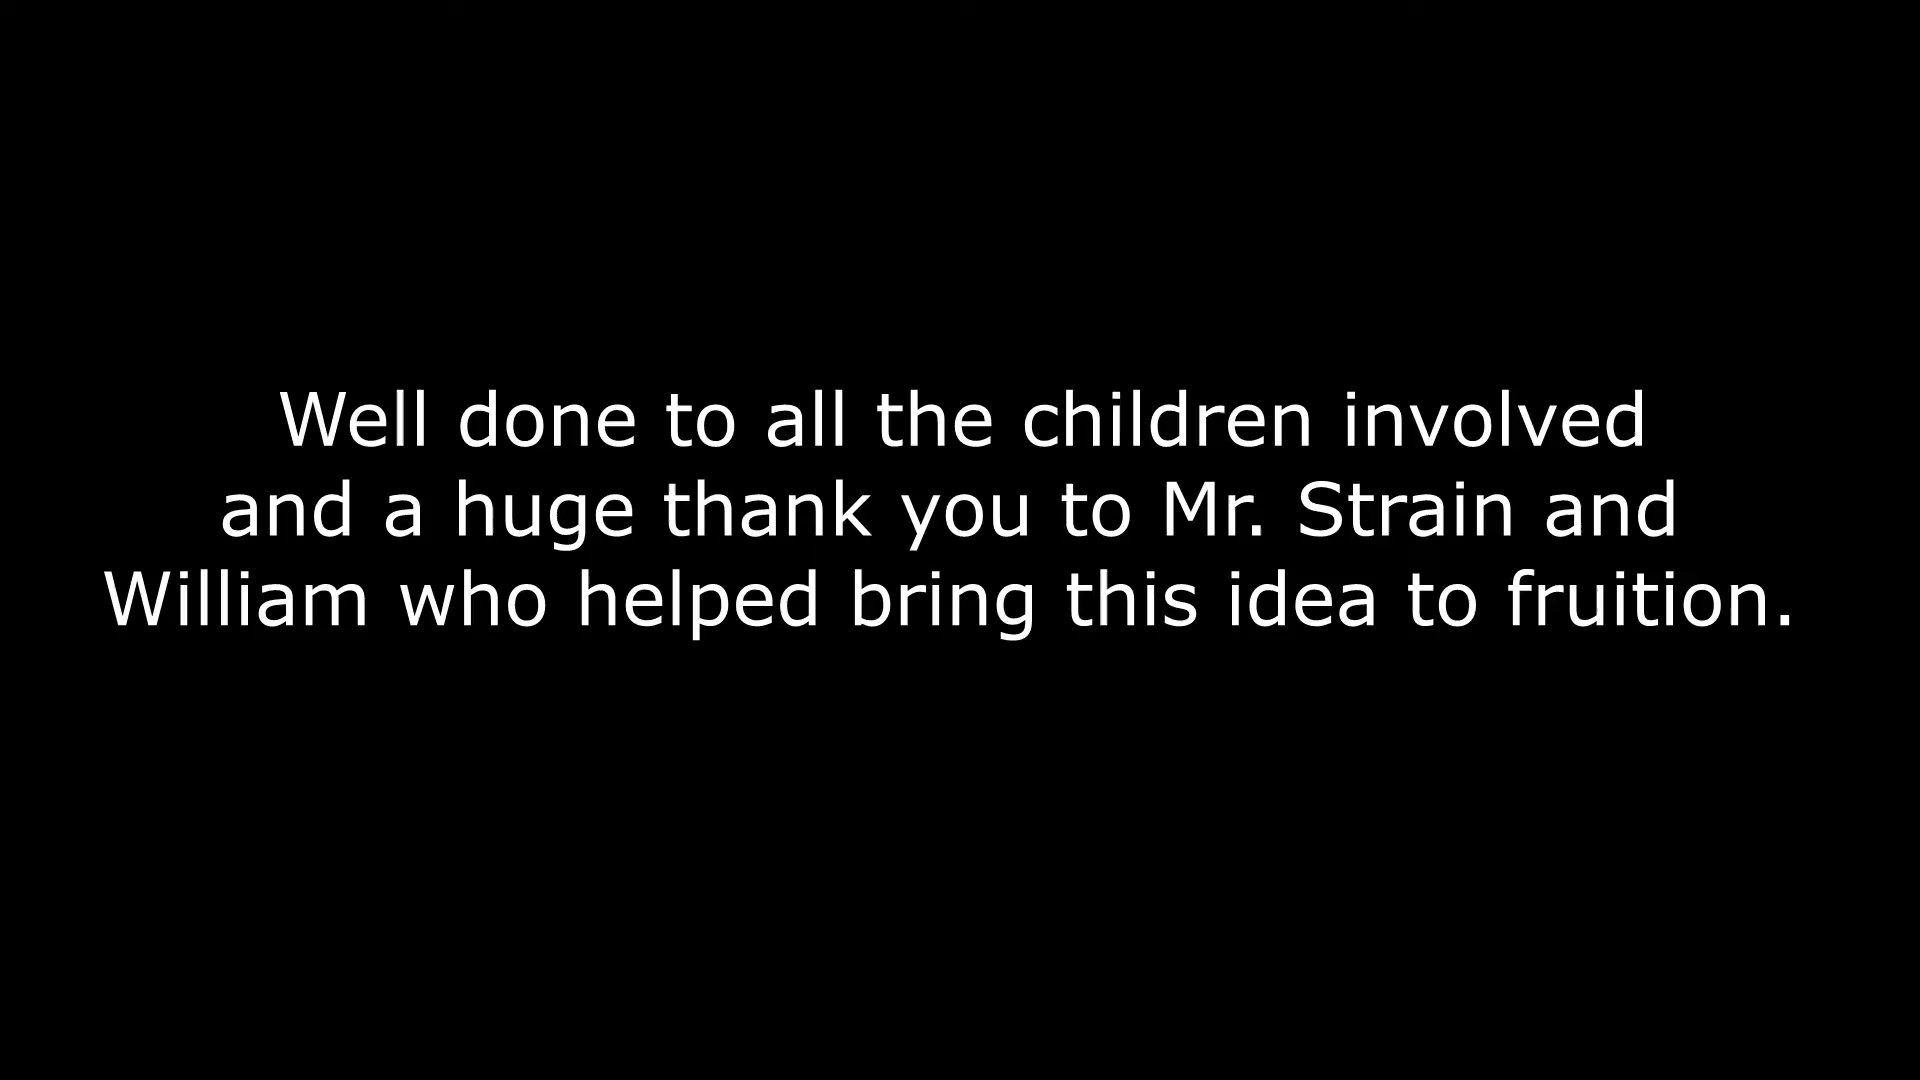 Well done to all the children involved
and a huge thank you to Mr. Strain and
William who helped bring this idea to fruition.